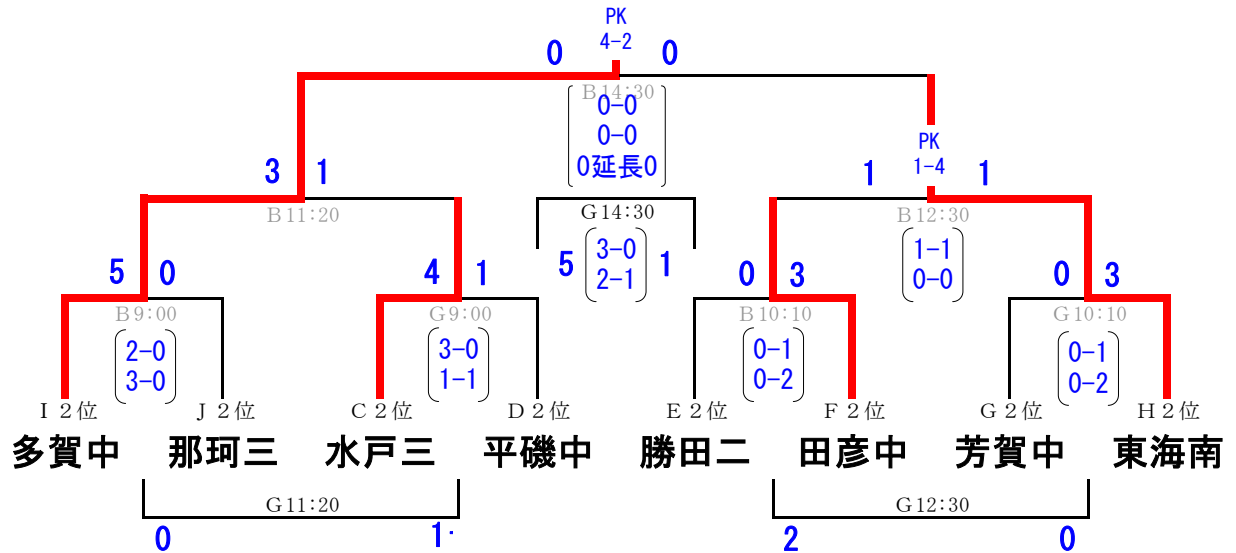 PK
4-2
0 0
B14:30
0-0
0-0
0延長0
PK
1-4
3 1
1 1
B11:20
G14:30
B12:30
5 3-0 1
2-1
1-1
0-0
5 0
4 1
0 3
0 3
B9:00
G9:00
B10:10
G10:10
2-0
3-0
3-0
1-1
0-1
0-2
0-1
0-2
I2位 J2位 C2位 D2位 E2位 F2位 G2位 H2位
多賀中 那珂三 水戸三 平磯中 勝田二 田彦中 芳賀中 東海南
G11:20
G12:30
0 1
2 0